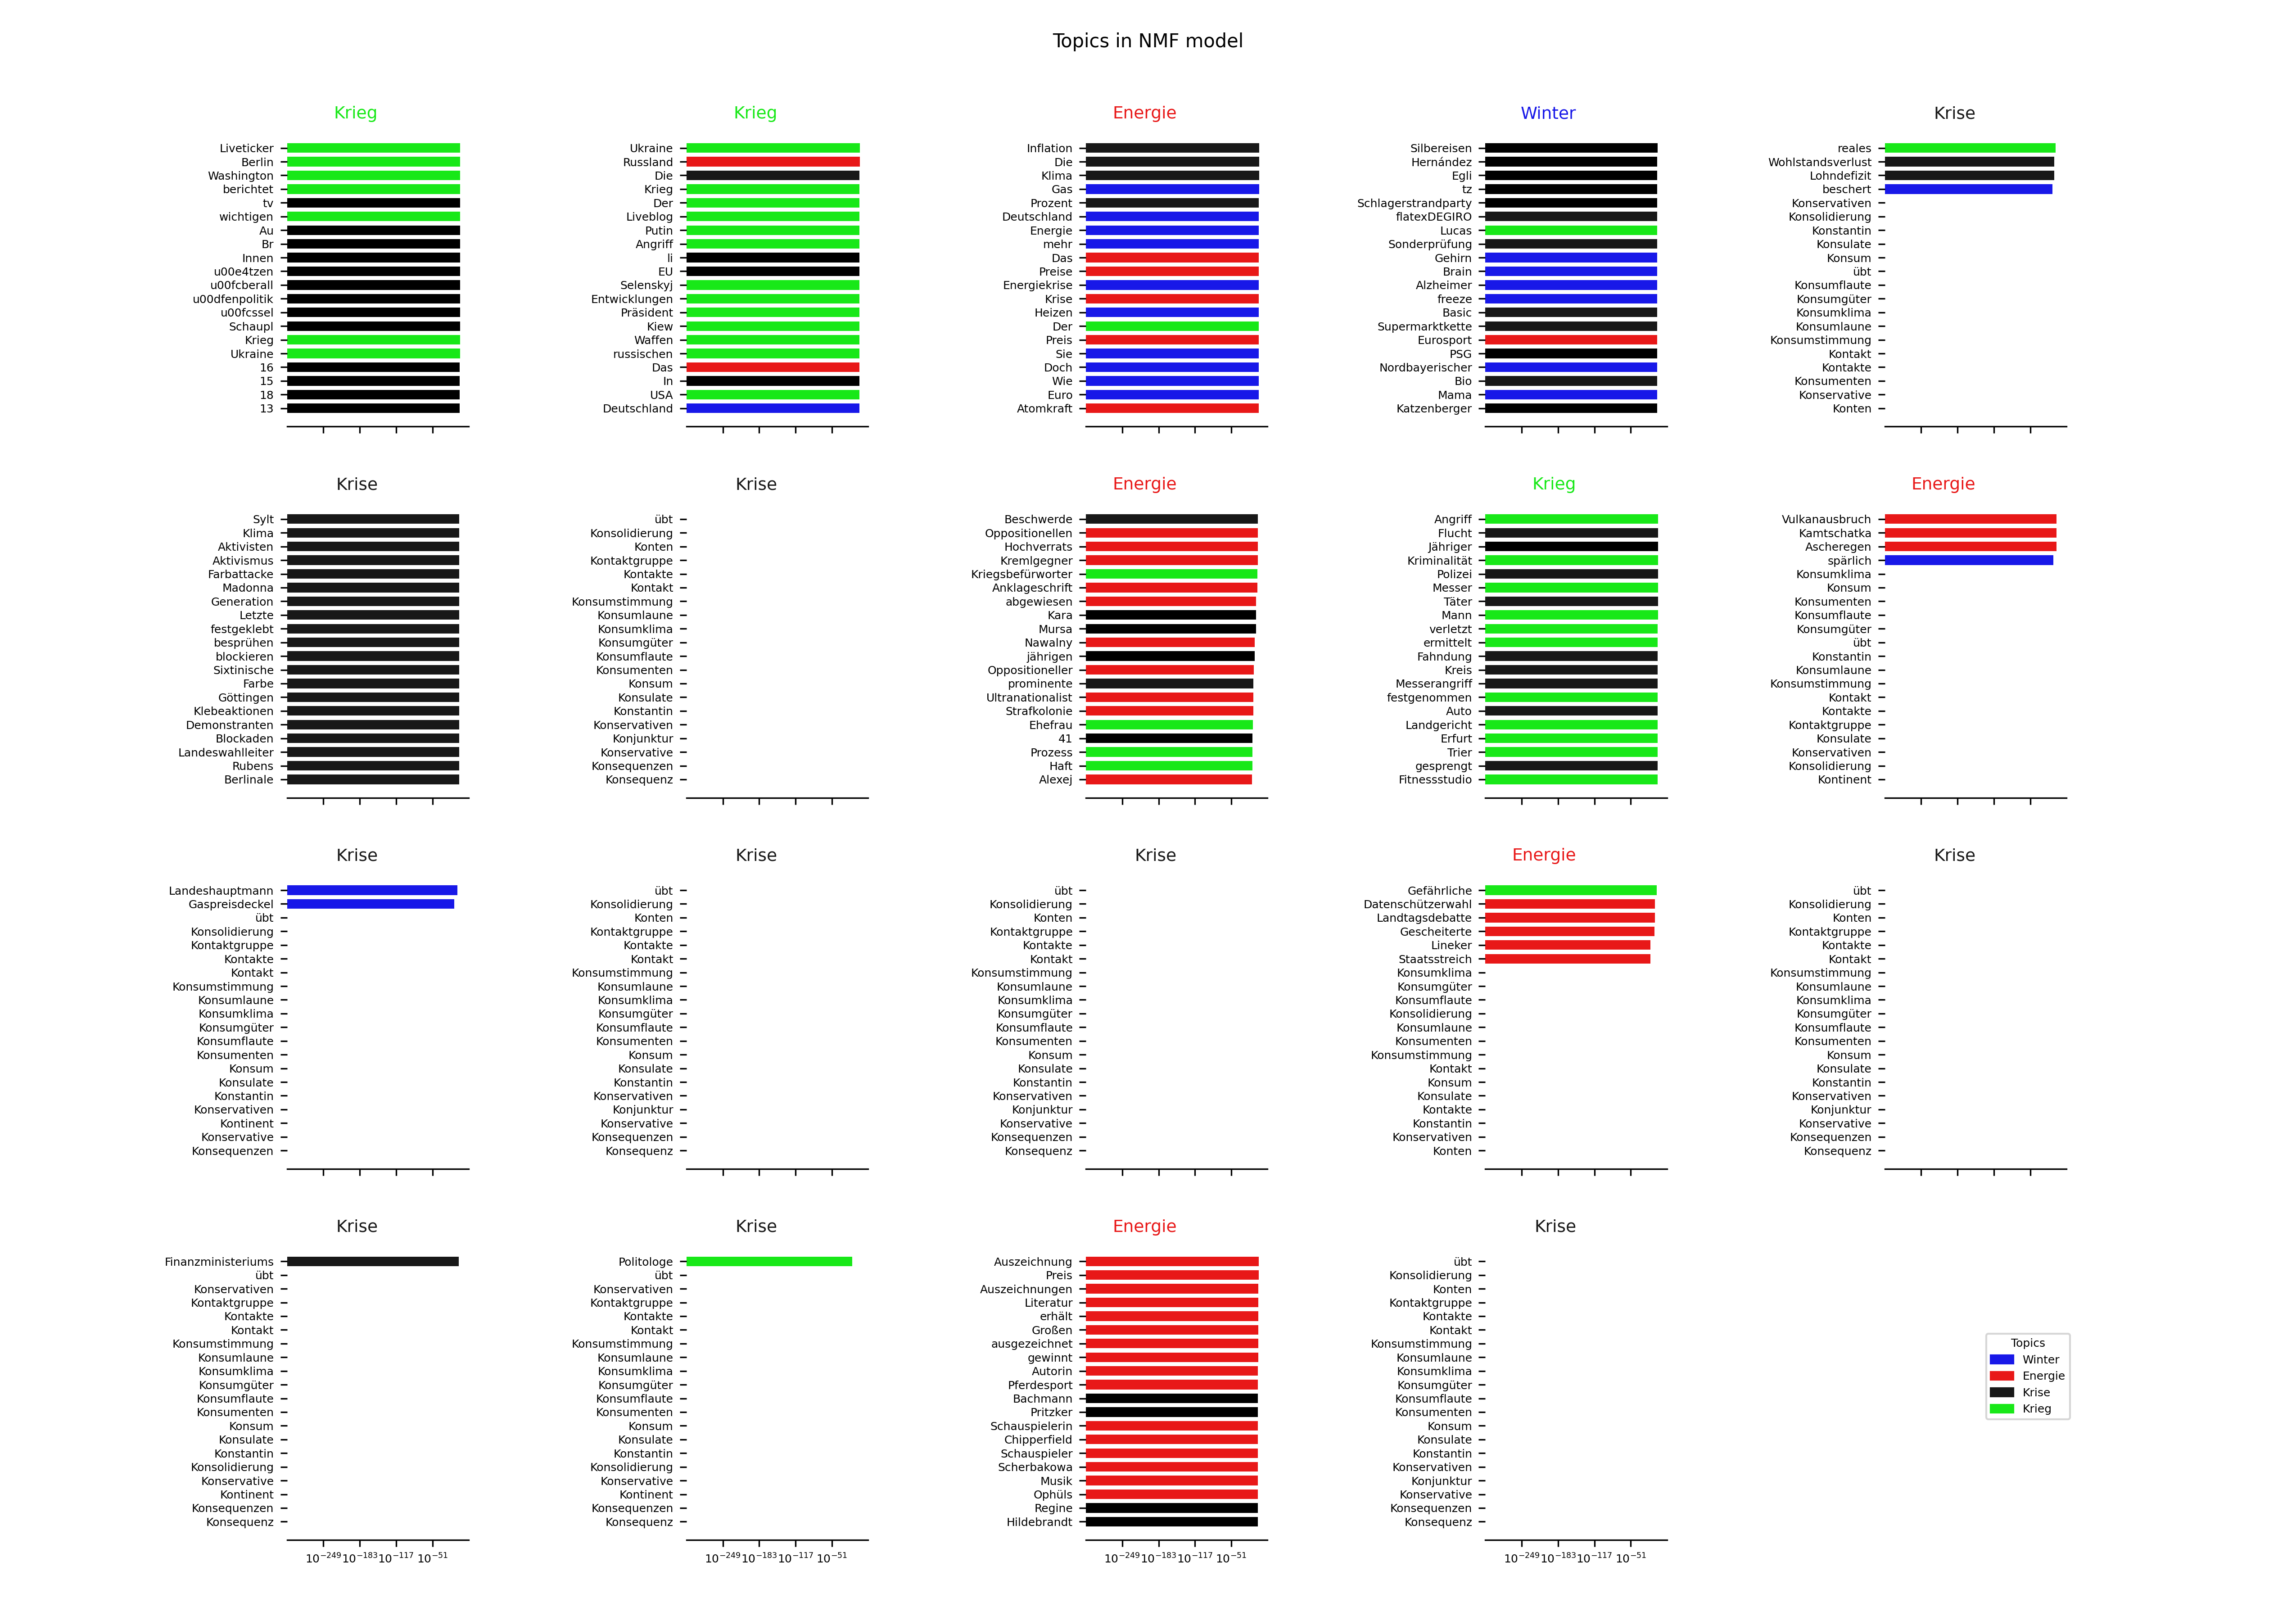 Topics in NMF model
Krieg
Liveticker
Berlin
Washington
berichtet
tv
wichtigen
Au
Br
Innen
u00e4tzen
u00fcberall
u00dfenpolitik
u00fcssel
Schaupl
Krieg
Ukraine
16
15
18
13
Krieg
Ukraine
Russland
Die
Krieg
Der
Liveblog
Putin
Angriff
li
EU
Selenskyj
Entwicklungen
Präsident
Kiew
Waffen
russischen
Das
In
USA
Deutschland
Energie
Inflation
Die
Klima
Gas
Prozent
Deutschland
Energie
mehr
Das
Preise
Energiekrise
Krise
Heizen
Der
Preis
Sie
Doch
Wie
Euro
Atomkraft
Winter
Silbereisen
Hernández
Egli
tz
Schlagerstrandparty
flatexDEGIRO
Lucas
Sonderprüfung
Gehirn
Brain
Alzheimer
freeze
Basic
Supermarktkette
Eurosport
PSG
Nordbayerischer
Bio
Mama
Katzenberger
Krise
reales
Wohlstandsverlust
Lohndefizit
beschert
Konservativen
Konsolidierung
Konstantin
Konsulate
Konsum
übt
Konsumflaute
Konsumgüter
Konsumklima
Konsumlaune
Konsumstimmung
Kontakt
Kontakte
Konsumenten
Konservative
Konten
Krise
Sylt
Klima
Aktivisten
Aktivismus
Farbattacke
Madonna
Generation
Letzte
festgeklebt
besprühen
blockieren
Sixtinische
Farbe
Göttingen
Klebeaktionen
Demonstranten
Blockaden
Landeswahlleiter
Rubens
Berlinale
Krise
übt
Konsolidierung
Konten
Kontaktgruppe
Kontakte
Kontakt
Konsumstimmung
Konsumlaune
Konsumklima
Konsumgüter
Konsumflaute
Konsumenten
Konsum
Konsulate
Konstantin
Konservativen
Konjunktur
Konservative
Konsequenzen
Konsequenz
Energie
Beschwerde
Oppositionellen
Hochverrats
Kremlgegner
Kriegsbefürworter
Anklageschrift
abgewiesen
Kara
Mursa
Nawalny
jährigen
Oppositioneller
prominente
Ultranationalist
Strafkolonie
Ehefrau
41
Prozess
Haft
Alexej
Krieg
Angriff
Flucht
Jähriger
Kriminalität
Polizei
Messer
Täter
Mann
verletzt
ermittelt
Fahndung
Kreis
Messerangriff
festgenommen
Auto
Landgericht
Erfurt
Trier
gesprengt
Fitnessstudio
Energie
Vulkanausbruch
Kamtschatka
Ascheregen
spärlich
Konsumklima
Konsum
Konsumenten
Konsumflaute
Konsumgüter
übt
Konstantin
Konsumlaune
Konsumstimmung
Kontakt
Kontakte
Kontaktgruppe
Konsulate
Konservativen
Konsolidierung
Kontinent
Krise
Landeshauptmann
Gaspreisdeckel
übt
Konsolidierung
Kontaktgruppe
Kontakte
Kontakt
Konsumstimmung
Konsumlaune
Konsumklima
Konsumgüter
Konsumflaute
Konsumenten
Konsum
Konsulate
Konstantin
Konservativen
Kontinent
Konservative
Konsequenzen
Krise
übt
Konsolidierung
Konten
Kontaktgruppe
Kontakte
Kontakt
Konsumstimmung
Konsumlaune
Konsumklima
Konsumgüter
Konsumflaute
Konsumenten
Konsum
Konsulate
Konstantin
Konservativen
Konjunktur
Konservative
Konsequenzen
Konsequenz
Krise
übt
Konsolidierung
Konten
Kontaktgruppe
Kontakte
Kontakt
Konsumstimmung
Konsumlaune
Konsumklima
Konsumgüter
Konsumflaute
Konsumenten
Konsum
Konsulate
Konstantin
Konservativen
Konjunktur
Konservative
Konsequenzen
Konsequenz
Energie
Gefährliche
Datenschützerwahl
Landtagsdebatte
Gescheiterte
Lineker
Staatsstreich
Konsumklima
Konsumgüter
Konsumflaute
Konsolidierung
Konsumlaune
Konsumenten
Konsumstimmung
Kontakt
Konsum
Konsulate
Kontakte
Konstantin
Konservativen
Konten
Krise
übt
Konsolidierung
Konten
Kontaktgruppe
Kontakte
Kontakt
Konsumstimmung
Konsumlaune
Konsumklima
Konsumgüter
Konsumflaute
Konsumenten
Konsum
Konsulate
Konstantin
Konservativen
Konjunktur
Konservative
Konsequenzen
Konsequenz
Krise
Finanzministeriums
übt
Konservativen
Kontaktgruppe
Kontakte
Kontakt
Konsumstimmung
Konsumlaune
Konsumklima
Konsumgüter
Konsumflaute
Konsumenten
Konsum
Konsulate
Konstantin
Konsolidierung
Konservative
Kontinent
Konsequenzen
Konsequenz
10⁻²⁴⁹ 10⁻¹⁸³ 10⁻¹¹⁷ 10⁻⁵¹
Krise
Politologe
übt
Konservativen
Kontaktgruppe
Kontakte
Kontakt
Konsumstimmung
Konsumlaune
Konsumklima
Konsumgüter
Konsumflaute
Konsumenten
Konsum
Konsulate
Konstantin
Konsolidierung
Konservative
Kontinent
Konsequenzen
Konsequenz
10⁻²⁴⁹ 10⁻¹⁸³ 10⁻¹¹⁷ 10⁻⁵¹
Energie
Auszeichnung
Preis
Auszeichnungen
Literatur
erhält
Großen
ausgezeichnet
gewinnt
Autorin
Pferdesport
Bachmann
Pritzker
Schauspielerin
Chipperfield
Schauspieler
Scherbakowa
Musik
Ophüls
Regine
Hildebrandt
10⁻²⁴⁹ 10⁻¹⁸³ 10⁻¹¹⁷ 10⁻⁵¹
Krise
übt
Konsolidierung
Konten
Kontaktgruppe
Kontakte
Kontakt
Konsumstimmung
Konsumlaune
Konsumklima
Konsumgüter
Konsumflaute
Konsumenten
Konsum
Konsulate
Konstantin
Konservativen
Konjunktur
Konservative
Konsequenzen
Konsequenz
10⁻²⁴⁹ 10⁻¹⁸³ 10⁻¹¹⁷ 10⁻⁵¹
Topics
Winter
Energie
Krise
Krieg